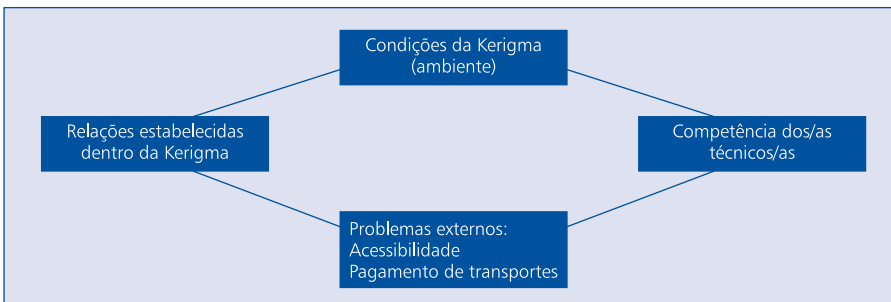 Condições da Kerigma
(ambiente)
Relações estabelecidas
dentro da Kerigma
Competência dos/as
técnicos/as
Problemas externos:
Acessibilidade
Pagamento de transportes